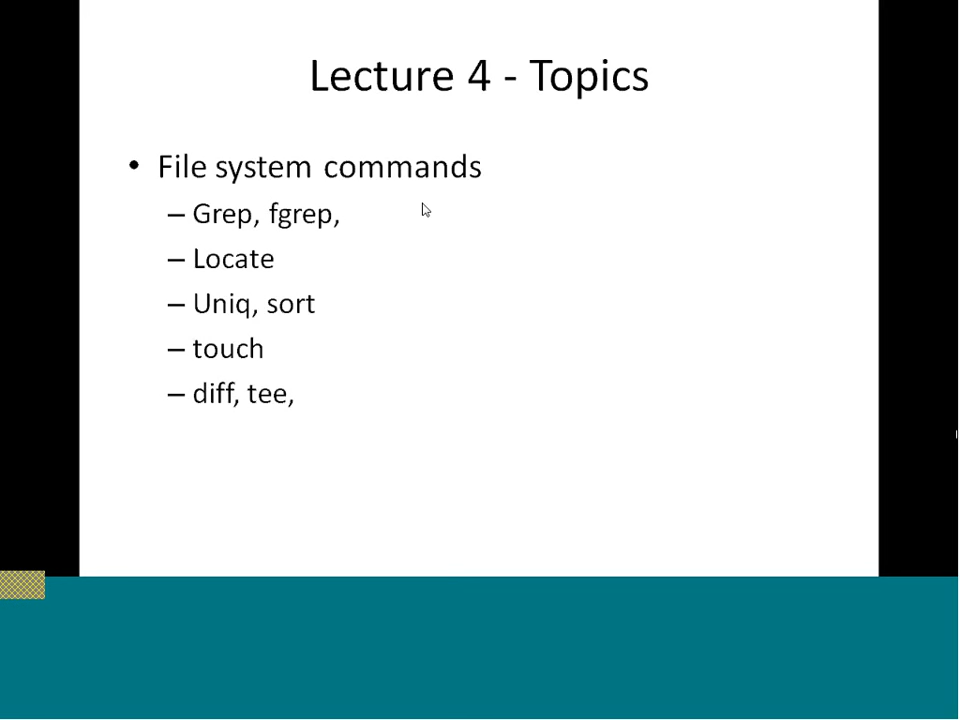 Lecture 4 - Topics
• File system commands
– Grep, fgrep,
– Locate
– Uniq, sort
– touch
– diff, tee,